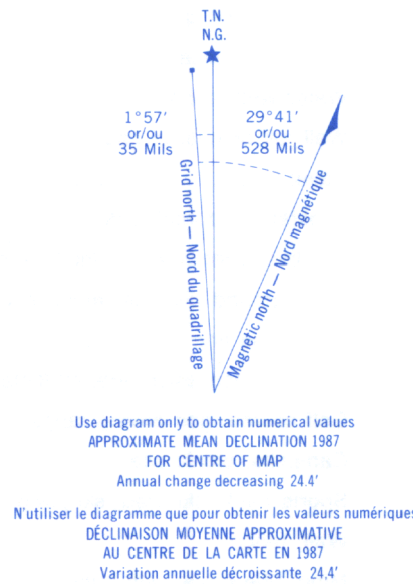 T.N.
N.G.
1°57'
or/ou
35 Mils
29°41'
or/ou
528 Mils
Grid north — Nord du quadrillage
Magnetic north — Nord magnétique
Use diagram only to obtain numerical values
APPROXIMATE MEAN DECLINATION 1987
FOR CENTRE OF MAP
Annual change decreasing 24.4'
N'utiliser le diagramme que pour obtenir les valeurs numériques
DÉCLINAISON MOYENNE APPROXIMATIVE
AU CENTRE DE LA CARTE EN 1987
Variation annuelle décroissante 24,4'